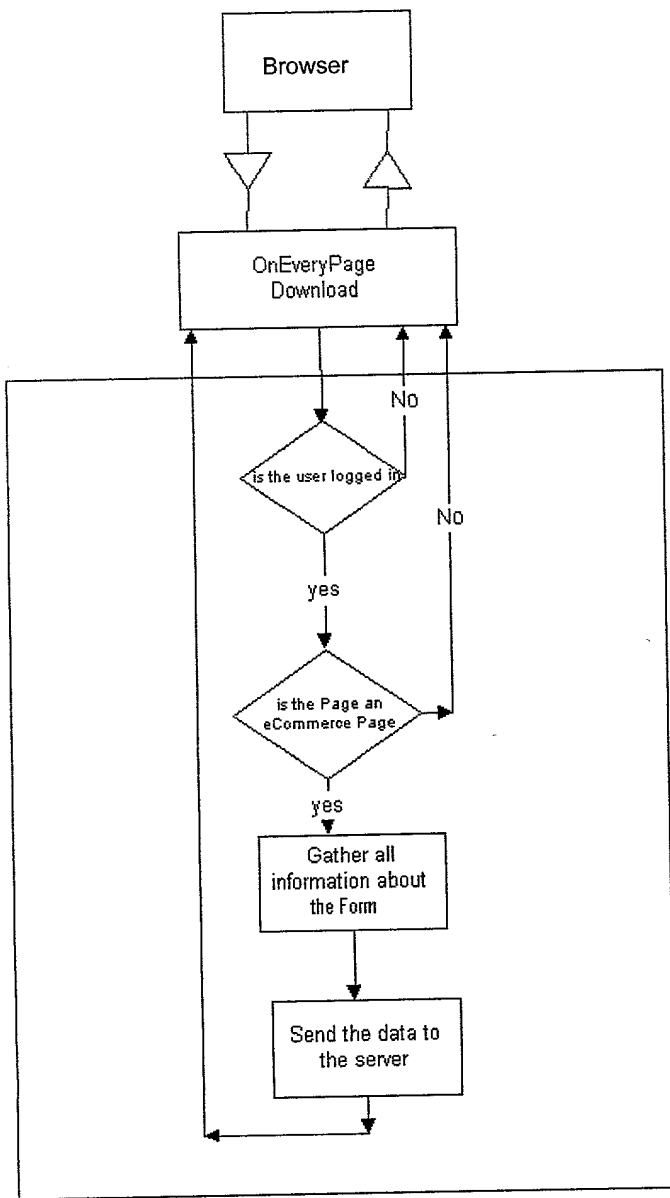 Browser
OnEveryPage
Download
No
is the user logged in
No
yes
is the Page an
eCommerce Page
yes
Gather all
information about
the Form
Send the data to
the server